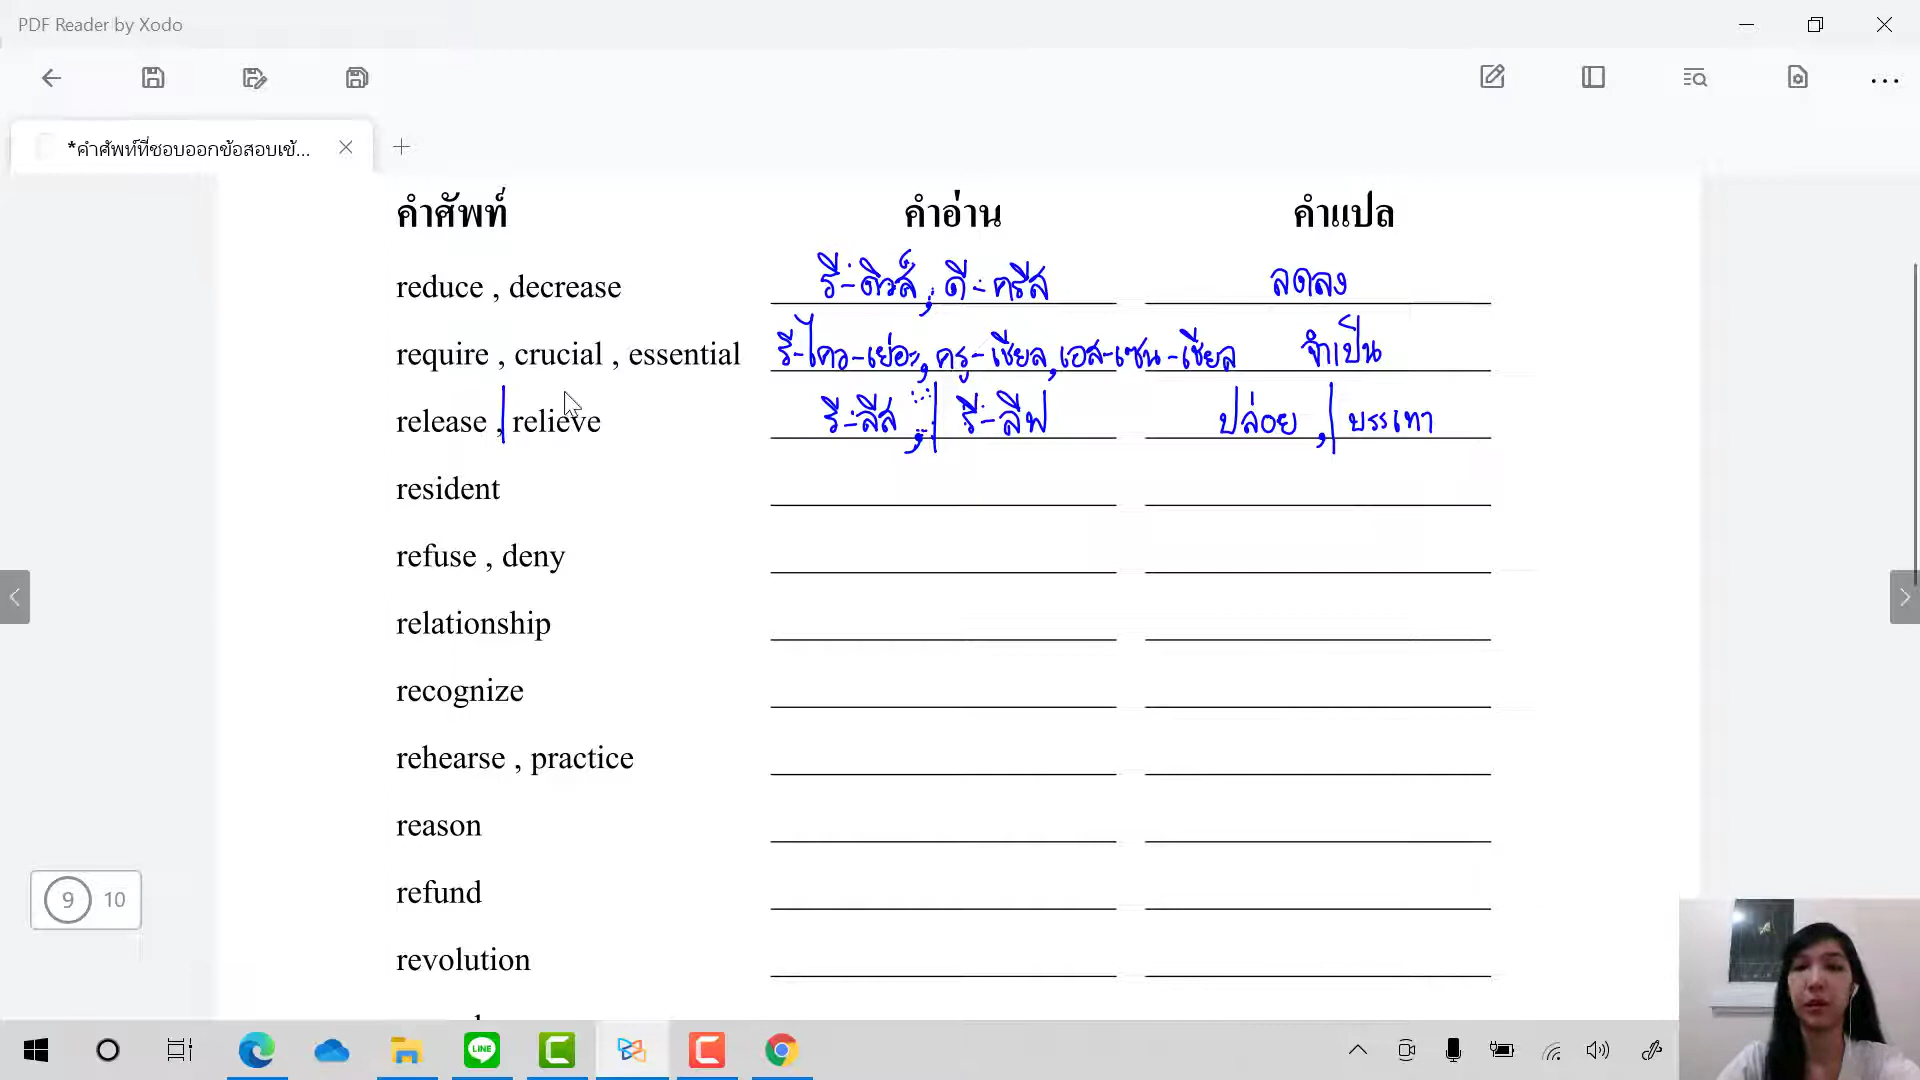 PDF Reader by Xodo
*คำศัพท์ที่ชอบออกข้อสอบเข้...
คำศัพท์ คำอ่าน คำแปล
reduce , decrease รี-ดิวส์ , ดี-ครีส ลดลง
require , crucial , essential รี-ไคว-เย่อะ, ครู-เชียล, เอส-เซน-เชียล จำเป็น
release , relieve รี-ลีส , รี-ลีฟ ปล่อย , บรรเทา
resident
refuse , deny
relationship
recognize
rehearse , practice
reason
refund
revolution
9 10
LINE